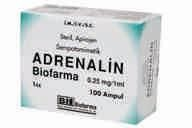 İ.M./İ.V./S.C.
Steril, Apirojen
Sempatomimetik
ADRENALİN
Biofarma
0.25 mg/1ml
100 Ampul
Biofarma